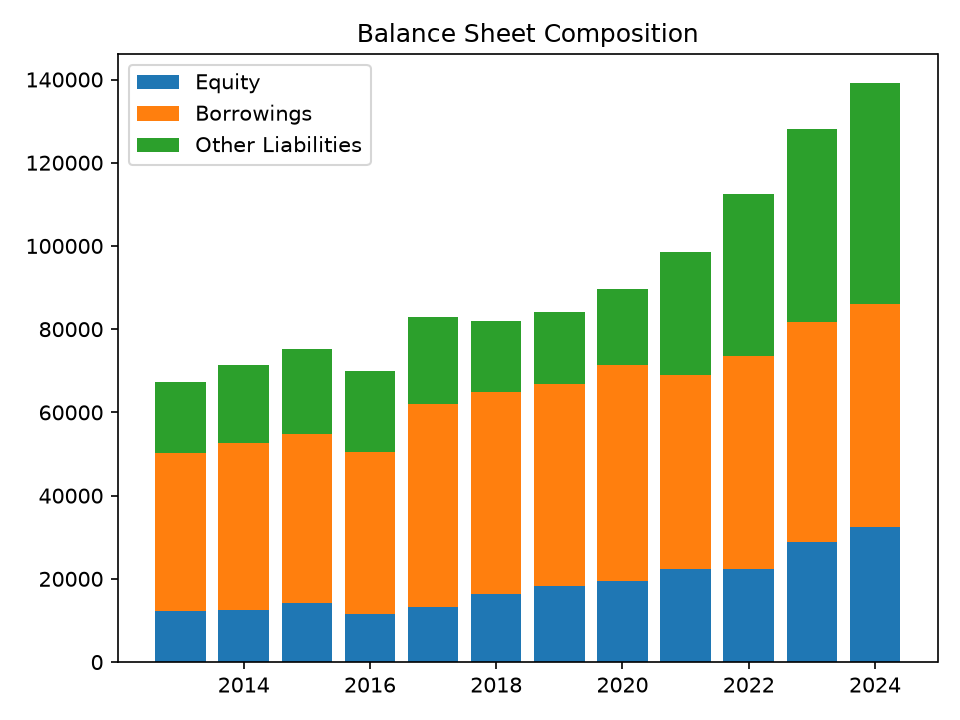 Balance Sheet Composition
Equity
Borrowings
Other Liabilities
140000
120000
100000
80000
60000
40000
20000
0
2014 2016 2018 2020 2022 2024